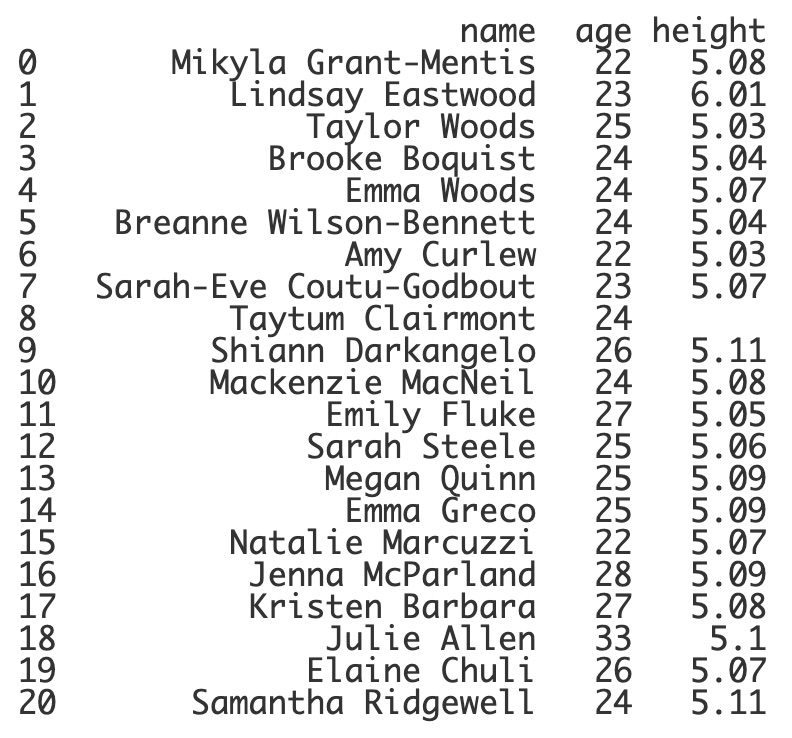 name age height
0 Mikyla Grant-Mentis 22 5.08
1 Lindsay Eastwood 23 6.01
2 Taylor Woods 25 5.03
3 Brooke Boquist 24 5.04
4 Emma Woods 24 5.07
5 Breanne Wilson-Bennett 24 5.04
6 Amy Curlew 22 5.03
7 Sarah-Eve Coutu-Godbout 23 5.07
8 Taytum Clairmont 24
9 Shiann Darkangelo 26 5.11
10 Mackenzie MacNeil 24 5.08
11 Emily Fluke 27 5.05
12 Sarah Steele 25 5.06
13 Megan Quinn 25 5.09
14 Emma Greco 25 5.09
15 Natalie Marcuzzi 22 5.07
16 Jenna McParland 28 5.09
17 Kristen Barbara 27 5.08
18 Julie Allen 33 5.1
19 Elaine Chuli 26 5.07
20 Samantha Ridgewell 24 5.11